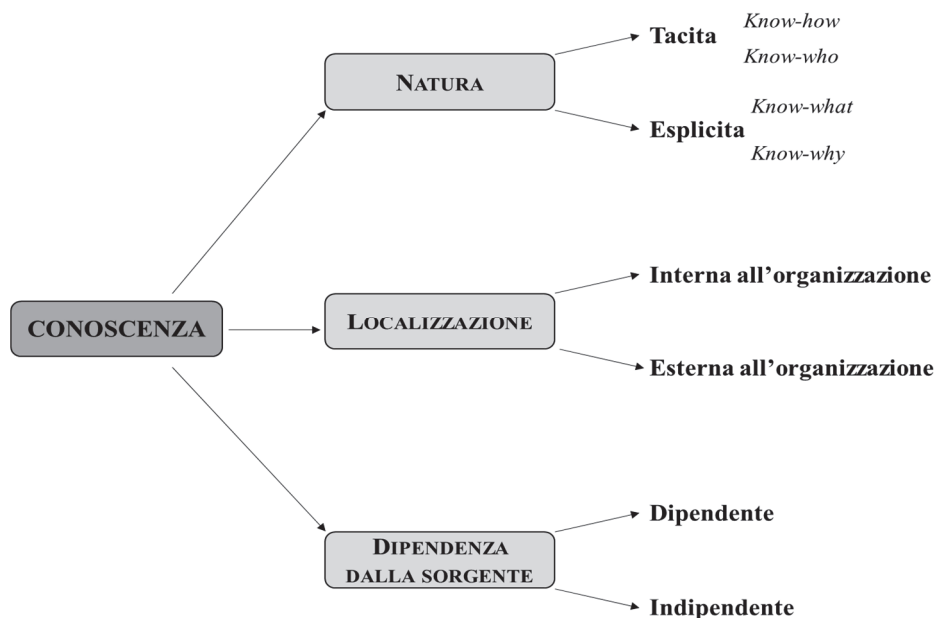 Know-how
Tacita
Know-who
NATURA
Know-what
Esplicita
Know-why
Interna all’organizzazione
CONOSCENZA
LOCALIZZAZIONE
Esterna all’organizzazione
Dipendente
DIPENDENZA
DALLA SORGENTE
Indipendente